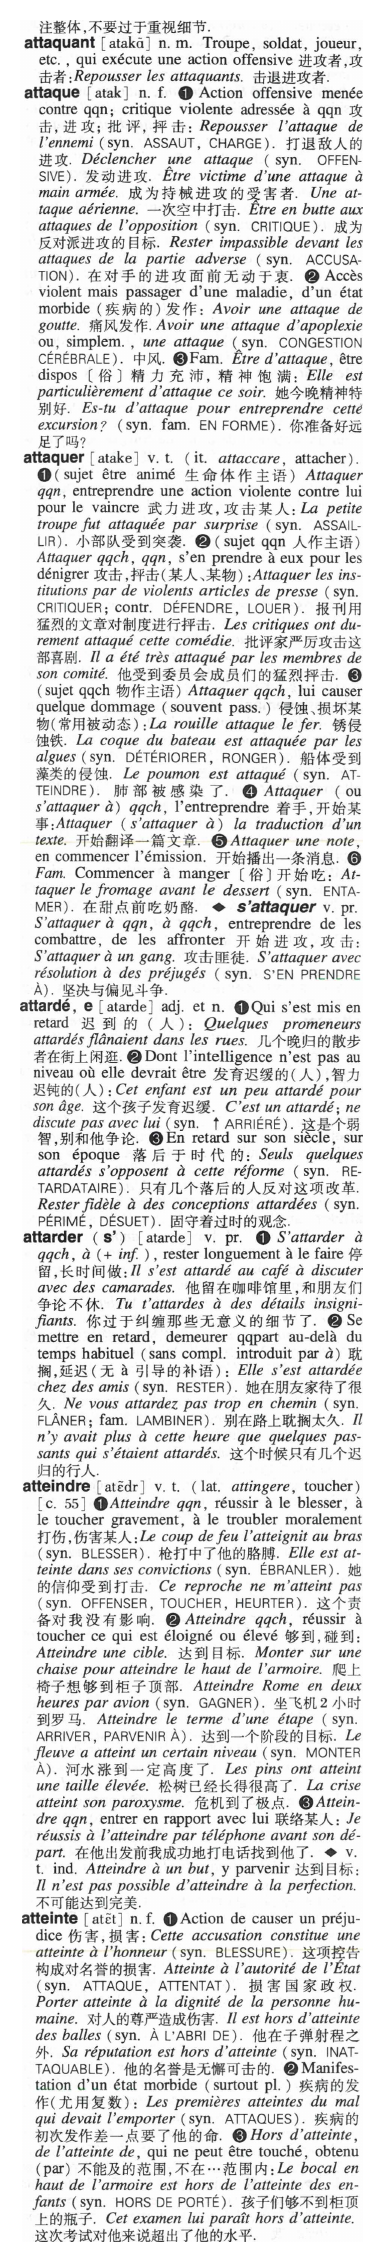 注整体,不要过于重视细节.
attaquant [atakɑ̃] n. m. Troupe, soldat, joueur,
etc. , qui exécute une action offensive 进攻者,攻
击者:Repousser les attaquants. 击退进攻者.
attaque [atak] n. f. ❶ Action offensive menée
contre qqn; critique violente adressée à qqn 攻
击,进攻; 批评, 抨击: Repousser l'attaque de
l'ennemi (syn. ASSAUT, CHARGE). 打退敌人的
进攻. Déclencher une attaque ( syn. OFFEN-
SIVE). 发动进攻. Être victime d'une attaque à
main armée. 成为持械进攻的受害者. Une at-
taque aérienne. 一次空中打击. Être en butte aux
attaques de l'opposition (syn. CRITIQUE). 成为
反对派进攻的目标. Rester impassible devant les
attaques de la partie adverse ( syn. ACCUSA-
TION). 在对手的进攻面前无动于衷. ❷ Accès
violent mais passager d'une maladie, d'un état
morbide (疾病的) 发作: Avoir une attaque de
goutte. 痛风发作. Avoir une attaque d'apoplexie
ou, simplem. , une attaque ( syn. CONGESTION
CÉRÉBRALE). 中风. ❸Fam. Être d'attaque, être
dispos 〔俗〕精力充沛, 精神饱满: Elle est
particulièrement d'attaque ce soir. 她今晚精神特
别好. Es-tu d'attaque pour entreprendre cette
excursion? (syn. fam. EN FORME). 你准备好远
足了吗?
attaquer [atake] v. t. ( it. attaccare, attacher).
❶(sujet être animé 生命体作主语) Attaquer
qqn, entreprendre une action violente contre lui
pour le vaincre 武力进攻,攻击某人: La petite
troupe fut attaquée par surprise ( syn. ASSAIL-
LIR). 小部队受到突袭. ❷(sujet qqn 人作主语)
Attaquer qqch, qqn, s'en prendre à eux pour les
dénigrer 攻击,抨击(某人、某物):Attaquer les ins-
titutions par de violents articles de presse (syn.
CRITIQUER; contr. DÉFENDRE, LOUER). 报刊用
猛烈的文章对制度进行抨击. Les critiques ont du-
rement attaqué cette comédie. 批评家严厉攻击这
部喜剧. Il a été très attaqué par les membres de
son comité. 他受到委员会成员们的猛烈抨击. ❸
(sujet qqch 物作主语) Attaquer qqch, lui causer
quelque dommage (souvent pass.) 侵蚀、损坏某
物(常用被动态):La rouille attaque le fer. 锈侵
蚀铁. La coque du bateau est attaquée par les
algues (syn. DÉTÉRIORER, RONGER). 船体受到
藻类的侵蚀. Le poumon est attaqué (syn. AT-
TEINDRE). 肺部被感染了. ❹ Attaquer ( ou
s'attaquer à) qqch, l'entreprendre 着手,开始某
事:Attaquer (s'attaquer à) la traduction d'un
texte. 开始翻译一篇文章. ❺ Attaquer une note,
en commencer l'émission. 开始播出一条消息. ❻
Fam. Commencer à manger 〔俗〕开始吃: At-
taquer le fromage avant le dessert (syn. ENTA-
MER). 在甜点前吃奶酪. ◆ s'attaquer v. pr.
S'attaquer à qqn, à qqch, entreprendre de les
combattre, de les affronter 开始进攻, 攻击:
S'attaquer à un gang. 攻击匪徒. S'attaquer avec
résolution à des préjugés ( syn. S'EN PRENDRE
À). 坚决与偏见斗争.
attardé, e [atarde] adj. et n. ❶Qui s'est mis en
retard 迟到的 (人): Quelques promeneurs
attardés flânaient dans les rues. 几个晚归的散步
者在街上闲逛. ❷Dont l'intelligence n'est pas au
niveau où elle devrait être 发育迟缓的(人),智力
迟钝的(人):Cet enfant est un peu attardé pour
son âge. 这个孩子发育迟缓. C'est un attardé; ne
discute pas avec lui (syn. ↑ ARRIÉRÉ). 这是个弱
智,别和他争论. ❸En retard sur son siècle, sur
son époque 落后于时代的: Seuls quelques
attardés s'opposent à cette réforme (syn. RE-
TARDATAIRE). 只有几个落后的人反对这项改革.
Rester fidèle à des conceptions attardées (syn.
PÉRIMÉ, DÉSUET). 固守着过时的观念.
attarder (s') [atarde] v. pr. ❶ S'attarder à
qqch, à (+ inf.), rester longuement à le faire 停
留,长时间做:Il s'est attardé au café à discuter
avec des camarades. 他留在咖啡馆里,和朋友们
争论不休. Tu t'attardes à des détails insigni-
fiants. 你过于纠缠那些无意义的细节了. ❷Se
mettre en retard, demeurer qqpart au-delà du
temps habituel (sans compl. introduit par à) 耽
搁,延迟(无 à 引导的补语): Elle s'est attardée
chez des amis (syn. RESTER). 她在朋友家待了很
久. Ne vous attardez pas trop en chemin (syn.
FLÂNER; fam. LAMBINER). 别在路上耽搁太久. Il
n'y avait plus à cette heure que quelques pas-
sants qui s'étaient attardés. 这个时候只有几个迟
归的行人.
atteindre [atɛ̃dr] v. t. (lat. attingere, toucher)
[c. 55] ❶Atteindre qqn, réussir à le blesser, à
le toucher gravement, à le troubler moralement
打伤,伤害某人:Le coup de feu l'atteignit au bras
(syn. BLESSER). 枪打中了他的胳膊. Elle est at-
teinte dans ses convictions (syn. ÉBRANLER). 她
的信仰受到打击. Ce reproche ne m'atteint pas
(syn. OFFENSER, TOUCHER, HEURTER). 这个责
备对我没有影响. ❷ Atteindre qqch, réussir à
toucher ce qui est éloigné ou élevé 够到,碰到:
Atteindre une cible. 达到目标. Monter sur une
chaise pour atteindre le haut de l'armoire. 爬上
椅子想够到柜子顶部. Atteindre Rome en deux
heures par avion (syn. GAGNER). 坐飞机2小时
到罗马. Atteindre le terme d'une étape (syn.
ARRIVER, PARVENIR À). 达到一个阶段的目标. Le
fleuve a atteint un certain niveau (syn. MONTER
À). 河水涨到一定高度了. Les pins ont atteint
une taille élevée. 松树已经长得很高了. La crise
atteint son paroxysme. 危机到了极点. ❸Attein-
dre qqn, entrer en rapport avec lui 联络某人: Je
réussis à l'atteindre par téléphone avant son dé-
part. 在他出发前我成功地打电话找到他了. ◆ v.
t. ind. Atteindre à un but, y parvenir 达到目标:
Il n'est pas possible d'atteindre à la perfection.
不可能达到完美.
atteinte [atɛ̃t] n. f. ❶Action de causer un préju-
dice 伤害,损害: Cette accusation constitue une
atteinte à l'honneur (syn. BLESSURE). 这项控告
构成对名誉的损害. Atteinte à l'autorité de l'État
(syn. ATTAQUE, ATTENTAT). 损害国家政权.
Porter atteinte à la dignité de la personne hu-
maine. 对人的尊严造成伤害. Il est hors d'atteinte
des balles (syn. À L'ABRI DE). 他在子弹射程之
外. Sa réputation est hors d'atteinte (syn. INAT-
TAQUABLE). 他的名誉是无懈可击的. ❷Manifes-
tation d'un état morbide (surtout pl.) 疾病的发
作(尤用复数): Les premières atteintes du mal
qui devait l'emporter (syn. ATTAQUES). 疾病的
初次发作差一点要了他的命. ❸ Hors d'atteinte,
de l'atteinte de, qui ne peut être touché, obtenu
(par) 不能及的范围,不在…范围内:Le bocal en
haut de l'armoire est hors de l'atteinte des en-
fants (syn. HORS DE PORTÉ). 孩子们够不到柜顶
上的瓶子. Cet examen lui paraît hors d'atteinte.
这次考试对他来说超出了他的水平.